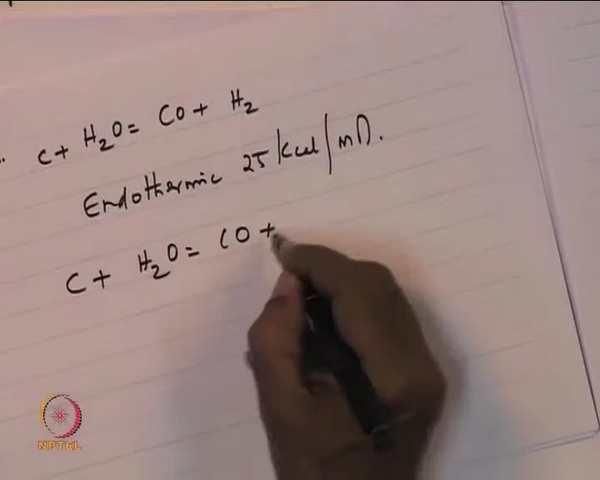 C + H2O = CO + H2
Endothermic 25 kcal/mol.
C + H2O = CO +
NPTEL